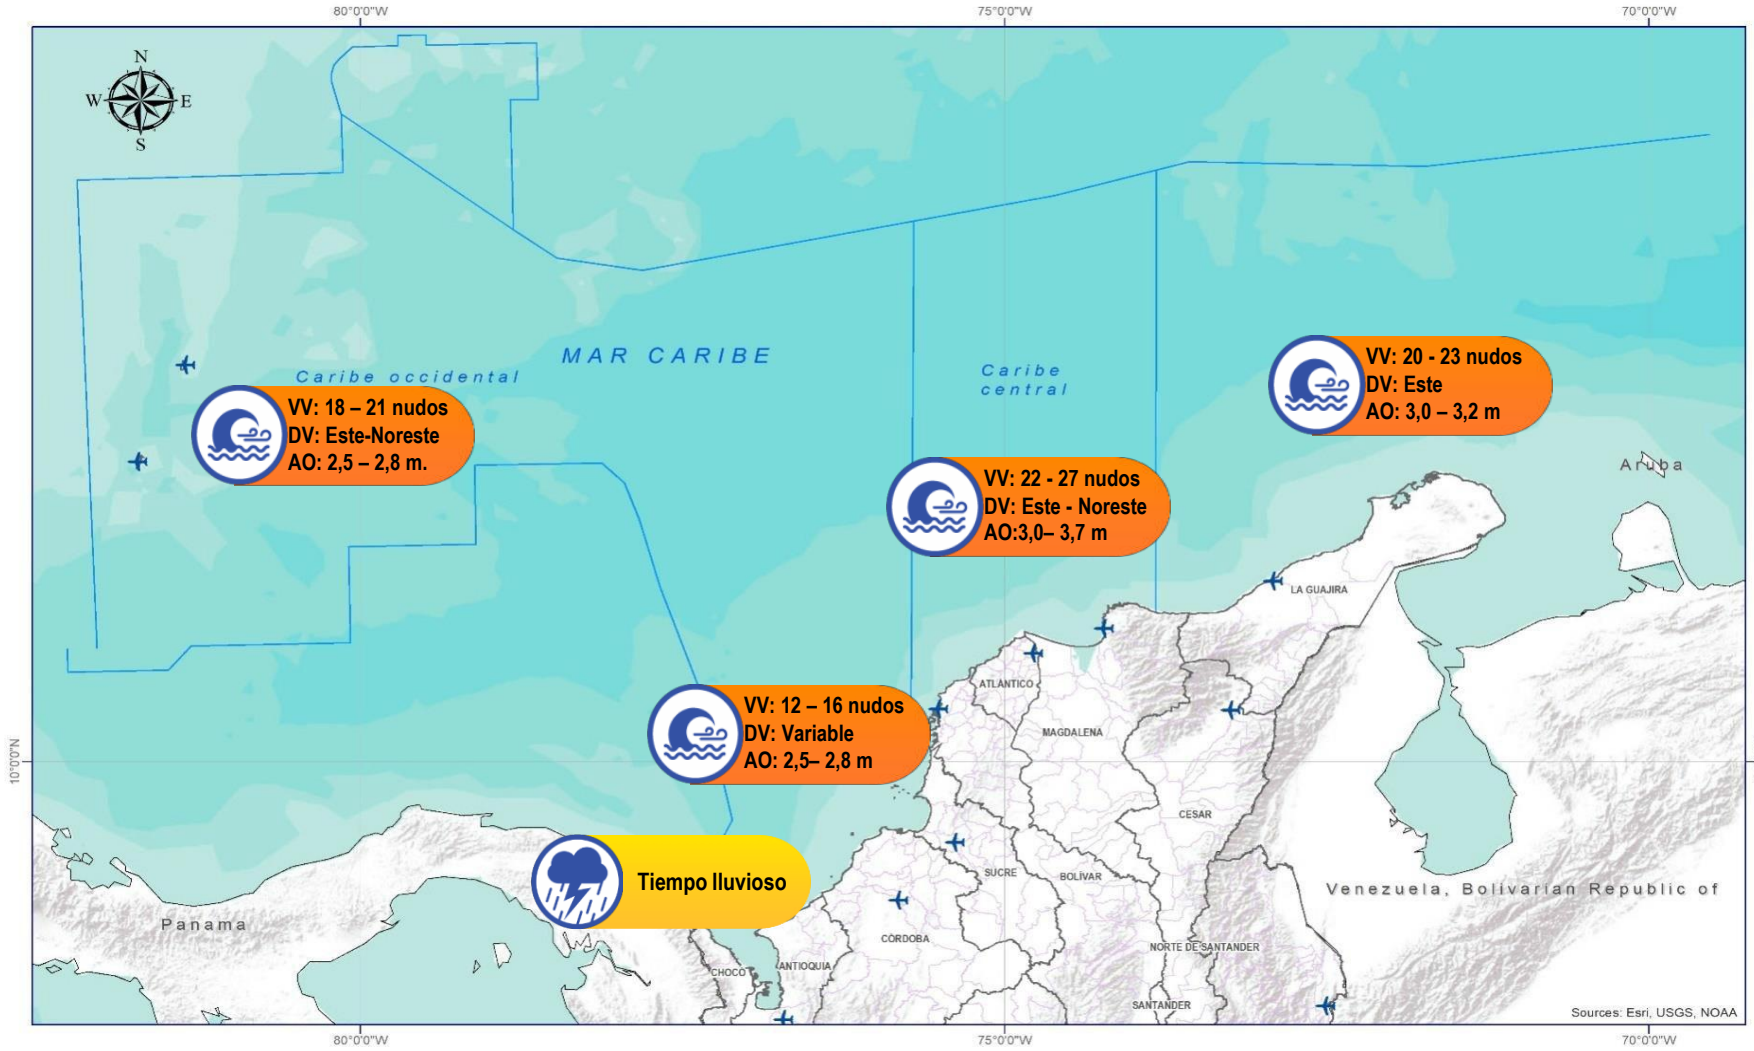 80°0'0"W
75°0'0"W
70°0'0"W
N
W
E
S
MAR CARIBE
Caribe occidental
Caribe
central
VV: 20 - 23 nudos
DV: Este
AO: 3,0 – 3,2 m
VV: 18 – 21 nudos
DV: Este-Noreste
AO: 2,5 – 2,8 m.
VV: 22 - 27 nudos
DV: Este - Noreste
AO:3,0– 3,7 m
Aruba
LA GUAJIRA
ATLÁNTICO
VV: 12 – 16 nudos
DV: Variable
AO: 2,5– 2,8 m
MAGDALENA
10°0'0"N
CESAR
Tiempo lluvioso
SUCRE
BOLÍVAR
Venezuela, Bolivarian Republic of
Panama
CÓRDOBA
NORTE DE SANTANDER
CHOCÓ
ANTIOQUIA
SANTANDER
Sources: Esri, USGS, NOAA
80°0'0"W
75°0'0"W
70°0'0"W